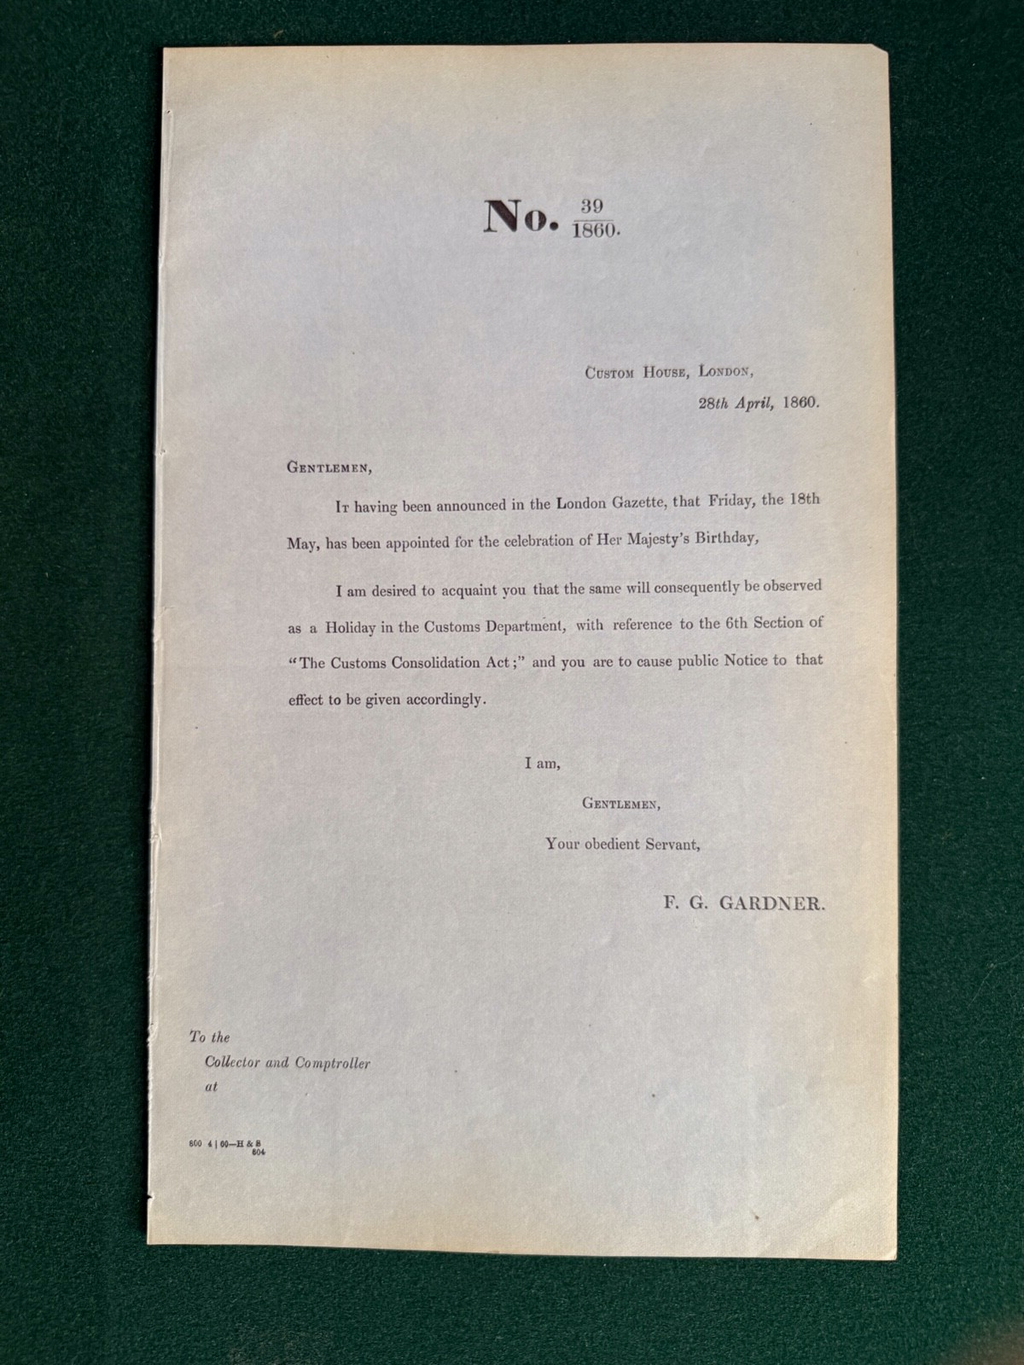 No. 39/1860.
Custom House, London,
28th April, 1860.
Gentlemen,
It having been announced in the London Gazette, that Friday, the 18th
May, has been appointed for the celebration of Her Majesty's Birthday,
I am desired to acquaint you that the same will consequently be observed
as a Holiday in the Customs Department, with reference to the 6th Section of
"The Customs Consolidation Act;" and you are to cause public Notice to that
effect to be given accordingly.
I am,
Gentlemen,
Your obedient Servant,
F. G. GARDNER.
To the
Collector and Comptroller
at
800 4 | 60—H & S
804